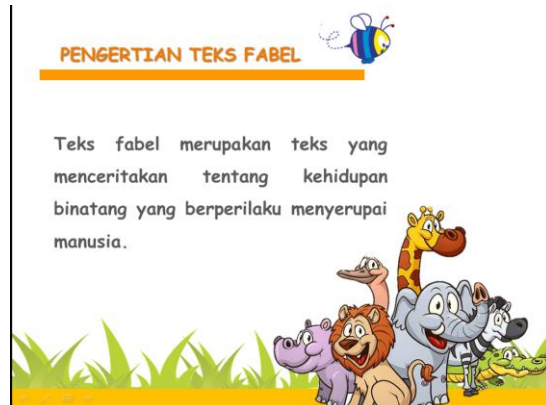 PENGERTIAN TEKS FABEL
Teks fabel merupakan teks yang
menceritakan tentang kehidupan
binatang yang berperilaku menyerupai
manusia.